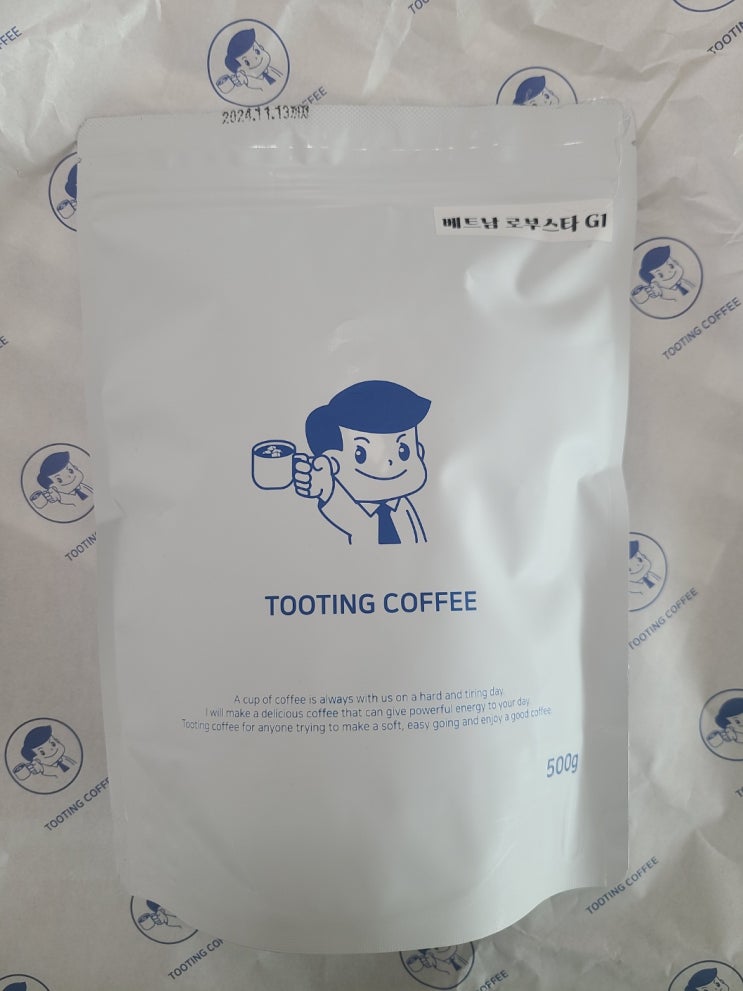 2024.11.13
베트남 로부스타 G1
TOOTING COFFEE
A cup of coffee is always with us on a hard and tiring day.
I will make a delicious coffee that can give powerful energy to your day
Tooting coffee for anyone trying to make a soft, easy going and enjoy a good coffee.
500g
TOOTING COFFEE
TOOTING COFFEE
TOOTING COFFEE